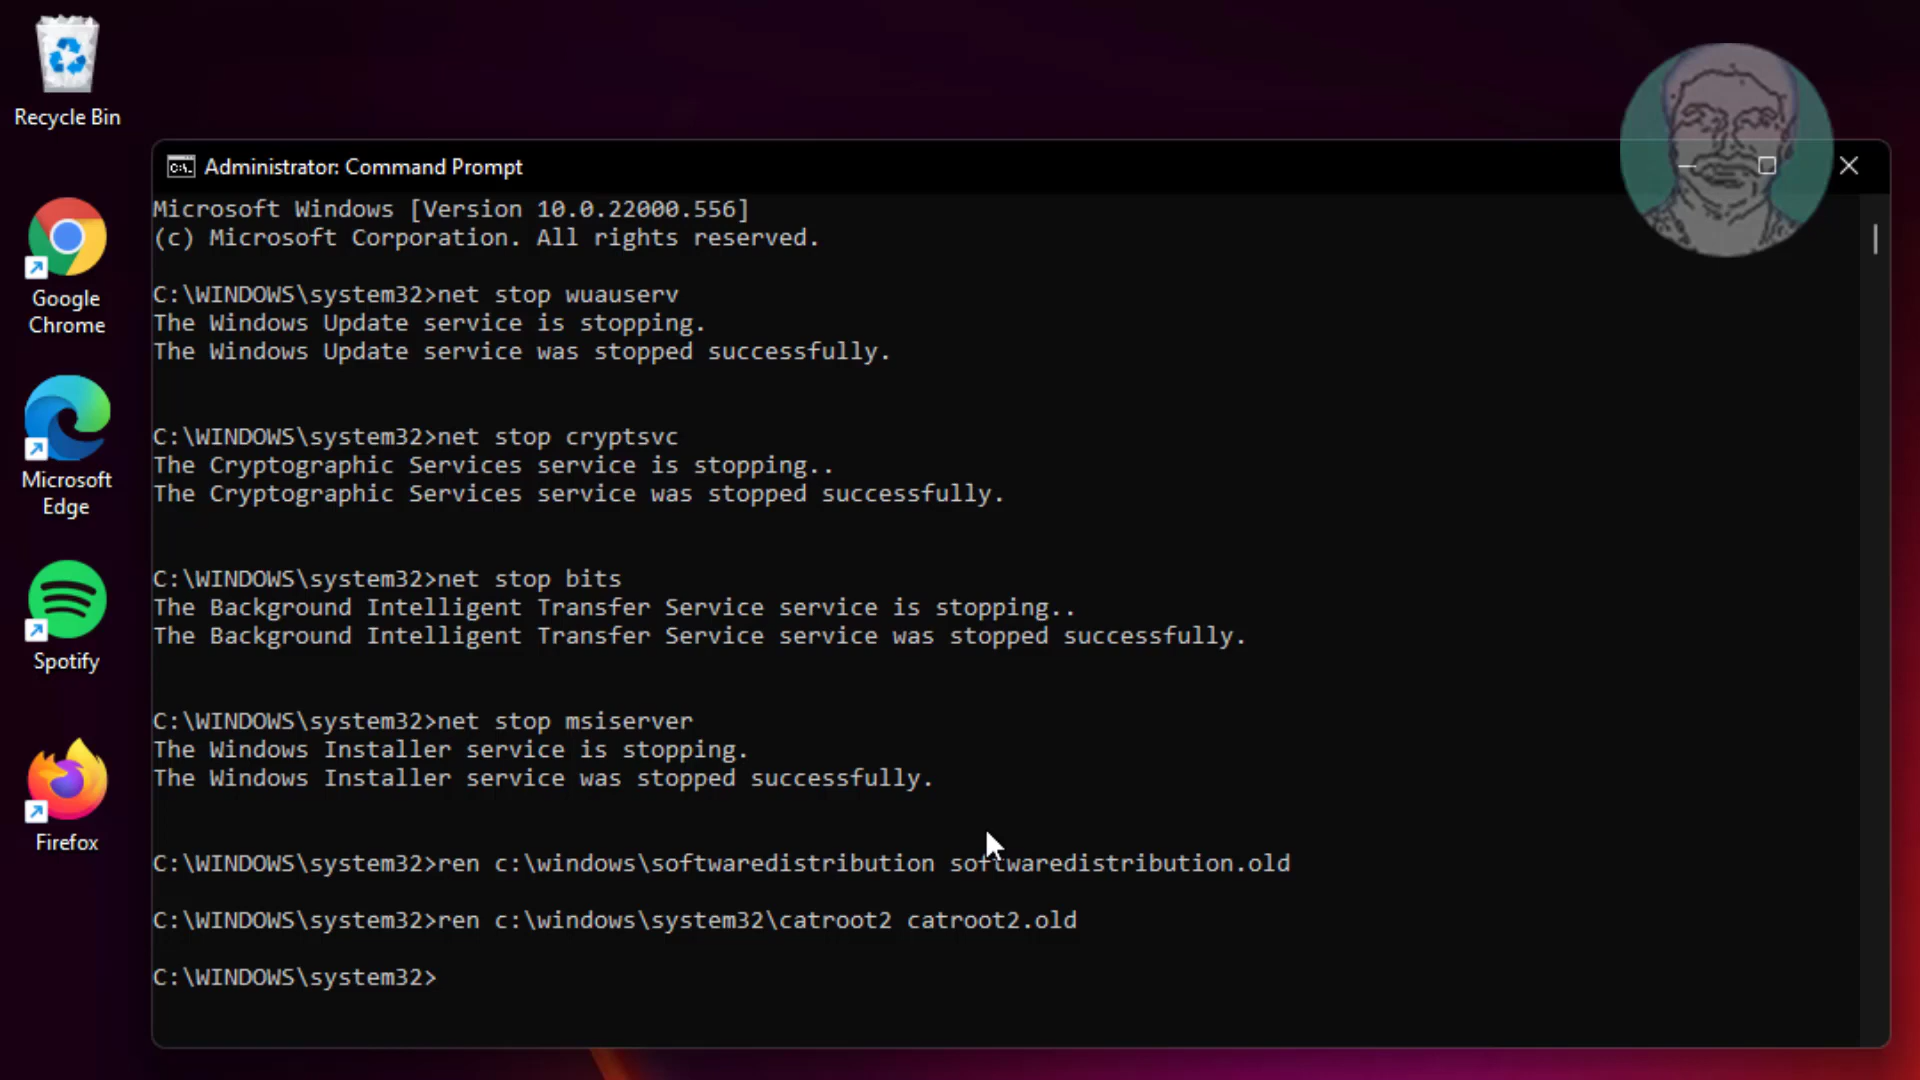 Recycle Bin
Google
Chrome
Microsoft
Edge
Spotify
Firefox
Administrator: Command Prompt
Microsoft Windows [Version 10.0.22000.556]
(c) Microsoft Corporation. All rights reserved.
C:\WINDOWS\system32>net stop wuauserv
The Windows Update service is stopping.
The Windows Update service was stopped successfully.
C:\WINDOWS\system32>net stop cryptsvc
The Cryptographic Services service is stopping..
The Cryptographic Services service was stopped successfully.
C:\WINDOWS\system32>net stop bits
The Background Intelligent Transfer Service service is stopping..
The Background Intelligent Transfer Service service was stopped successfully.
C:\WINDOWS\system32>net stop msiserver
The Windows Installer service is stopping.
The Windows Installer service was stopped successfully.
C:\WINDOWS\system32>ren c:\windows\softwaredistribution softwaredistribution.old
C:\WINDOWS\system32>ren c:\windows\system32\catroot2 catroot2.old
C:\WINDOWS\system32>